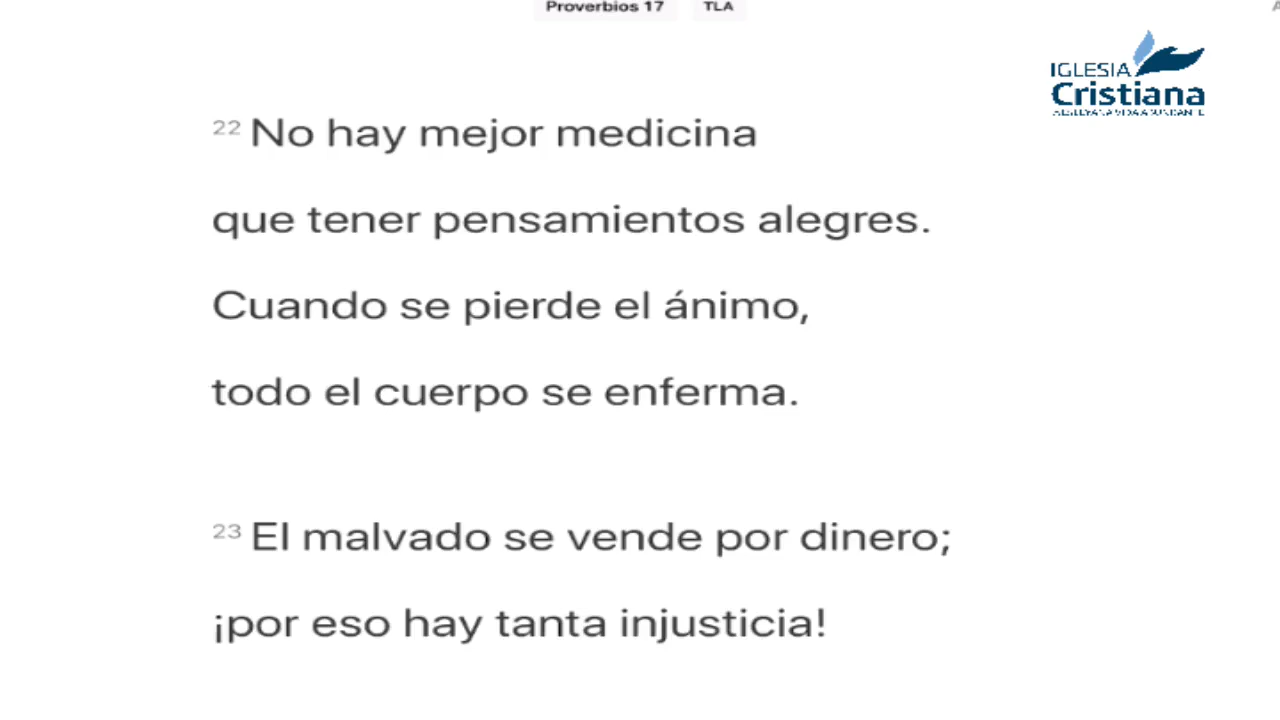 Proverbios 17 TLA
IGLESIA
Cristiana
22 No hay mejor medicina
que tener pensamientos alegres.
Cuando se pierde el ánimo,
todo el cuerpo se enferma.
23 El malvado se vende por dinero;
¡por eso hay tanta injusticia!